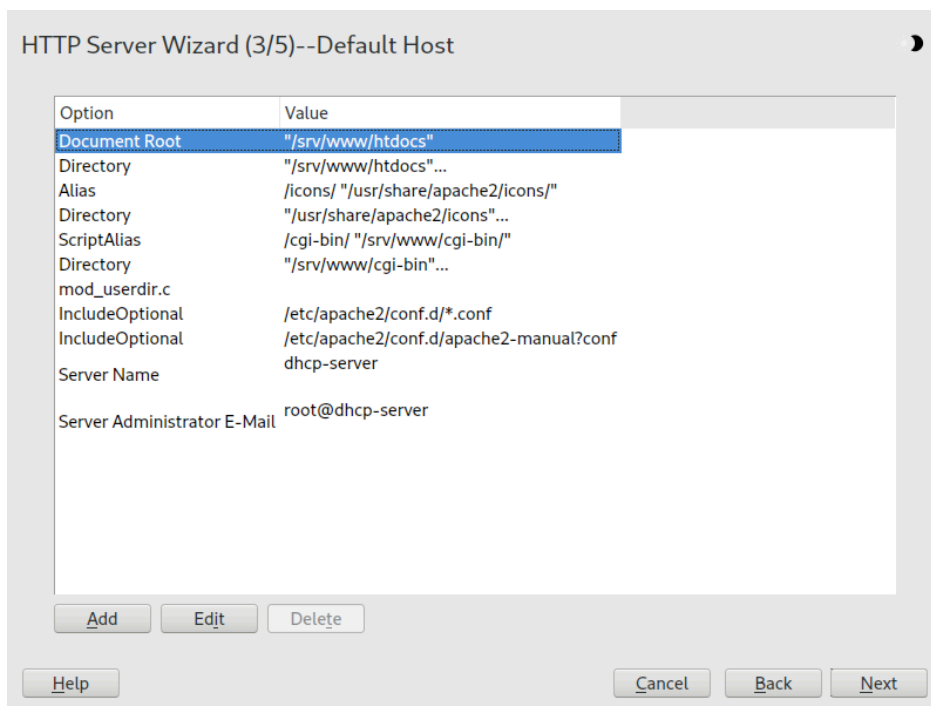 HTTP Server Wizard (3/5)--Default Host
Option Value
Document Root "/srv/www/htdocs"
Directory "/srv/www/htdocs"...
Alias /icons/ "/usr/share/apache2/icons/"
Directory "/usr/share/apache2/icons"...
ScriptAlias /cgi-bin/ "/srv/www/cgi-bin/"
Directory "/srv/www/cgi-bin"...
mod_userdir.c
IncludeOptional /etc/apache2/conf.d/*.conf
IncludeOptional /etc/apache2/conf.d/apache2-manual?conf
Server Name dhcp-server
Server Administrator E-Mail root@dhcp-server
Add Edit Delete
Help Cancel Back Next